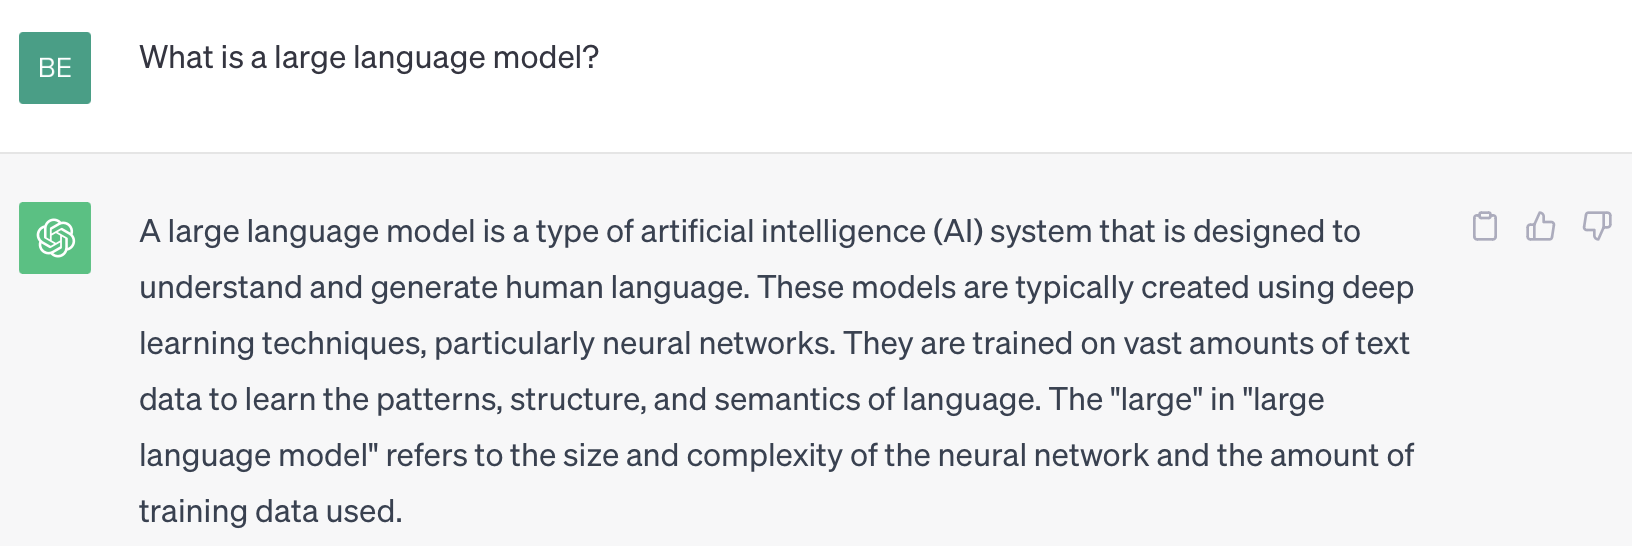 BE
What is a large language model?
A large language model is a type of artificial intelligence (AI) system that is designed to
understand and generate human language. These models are typically created using deep
learning techniques, particularly neural networks. They are trained on vast amounts of text
data to learn the patterns, structure, and semantics of language. The "large" in "large
language model" refers to the size and complexity of the neural network and the amount of
training data used.